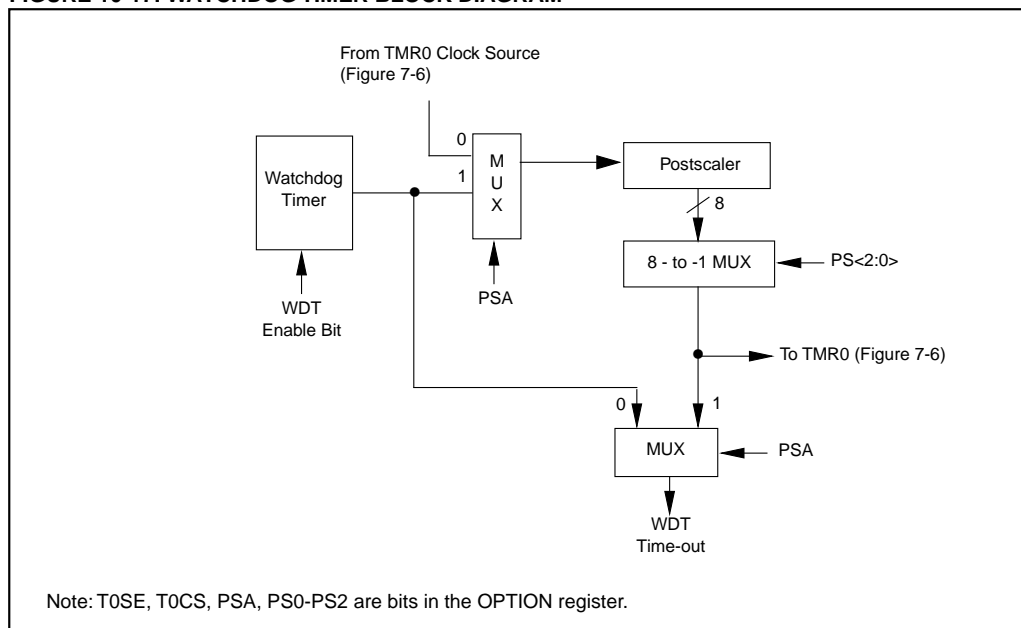 From TMR0 Clock Source
(Figure 7-6)
0
1
M
U
X
Watchdog
Timer
Postscaler
8
8 - to -1 MUX
PS<2:0>
PSA
WDT
Enable Bit
To TMR0 (Figure 7-6)
0
1
MUX
PSA
WDT
Time-out
Note: T0SE, T0CS, PSA, PS0-PS2 are bits in the OPTION register.